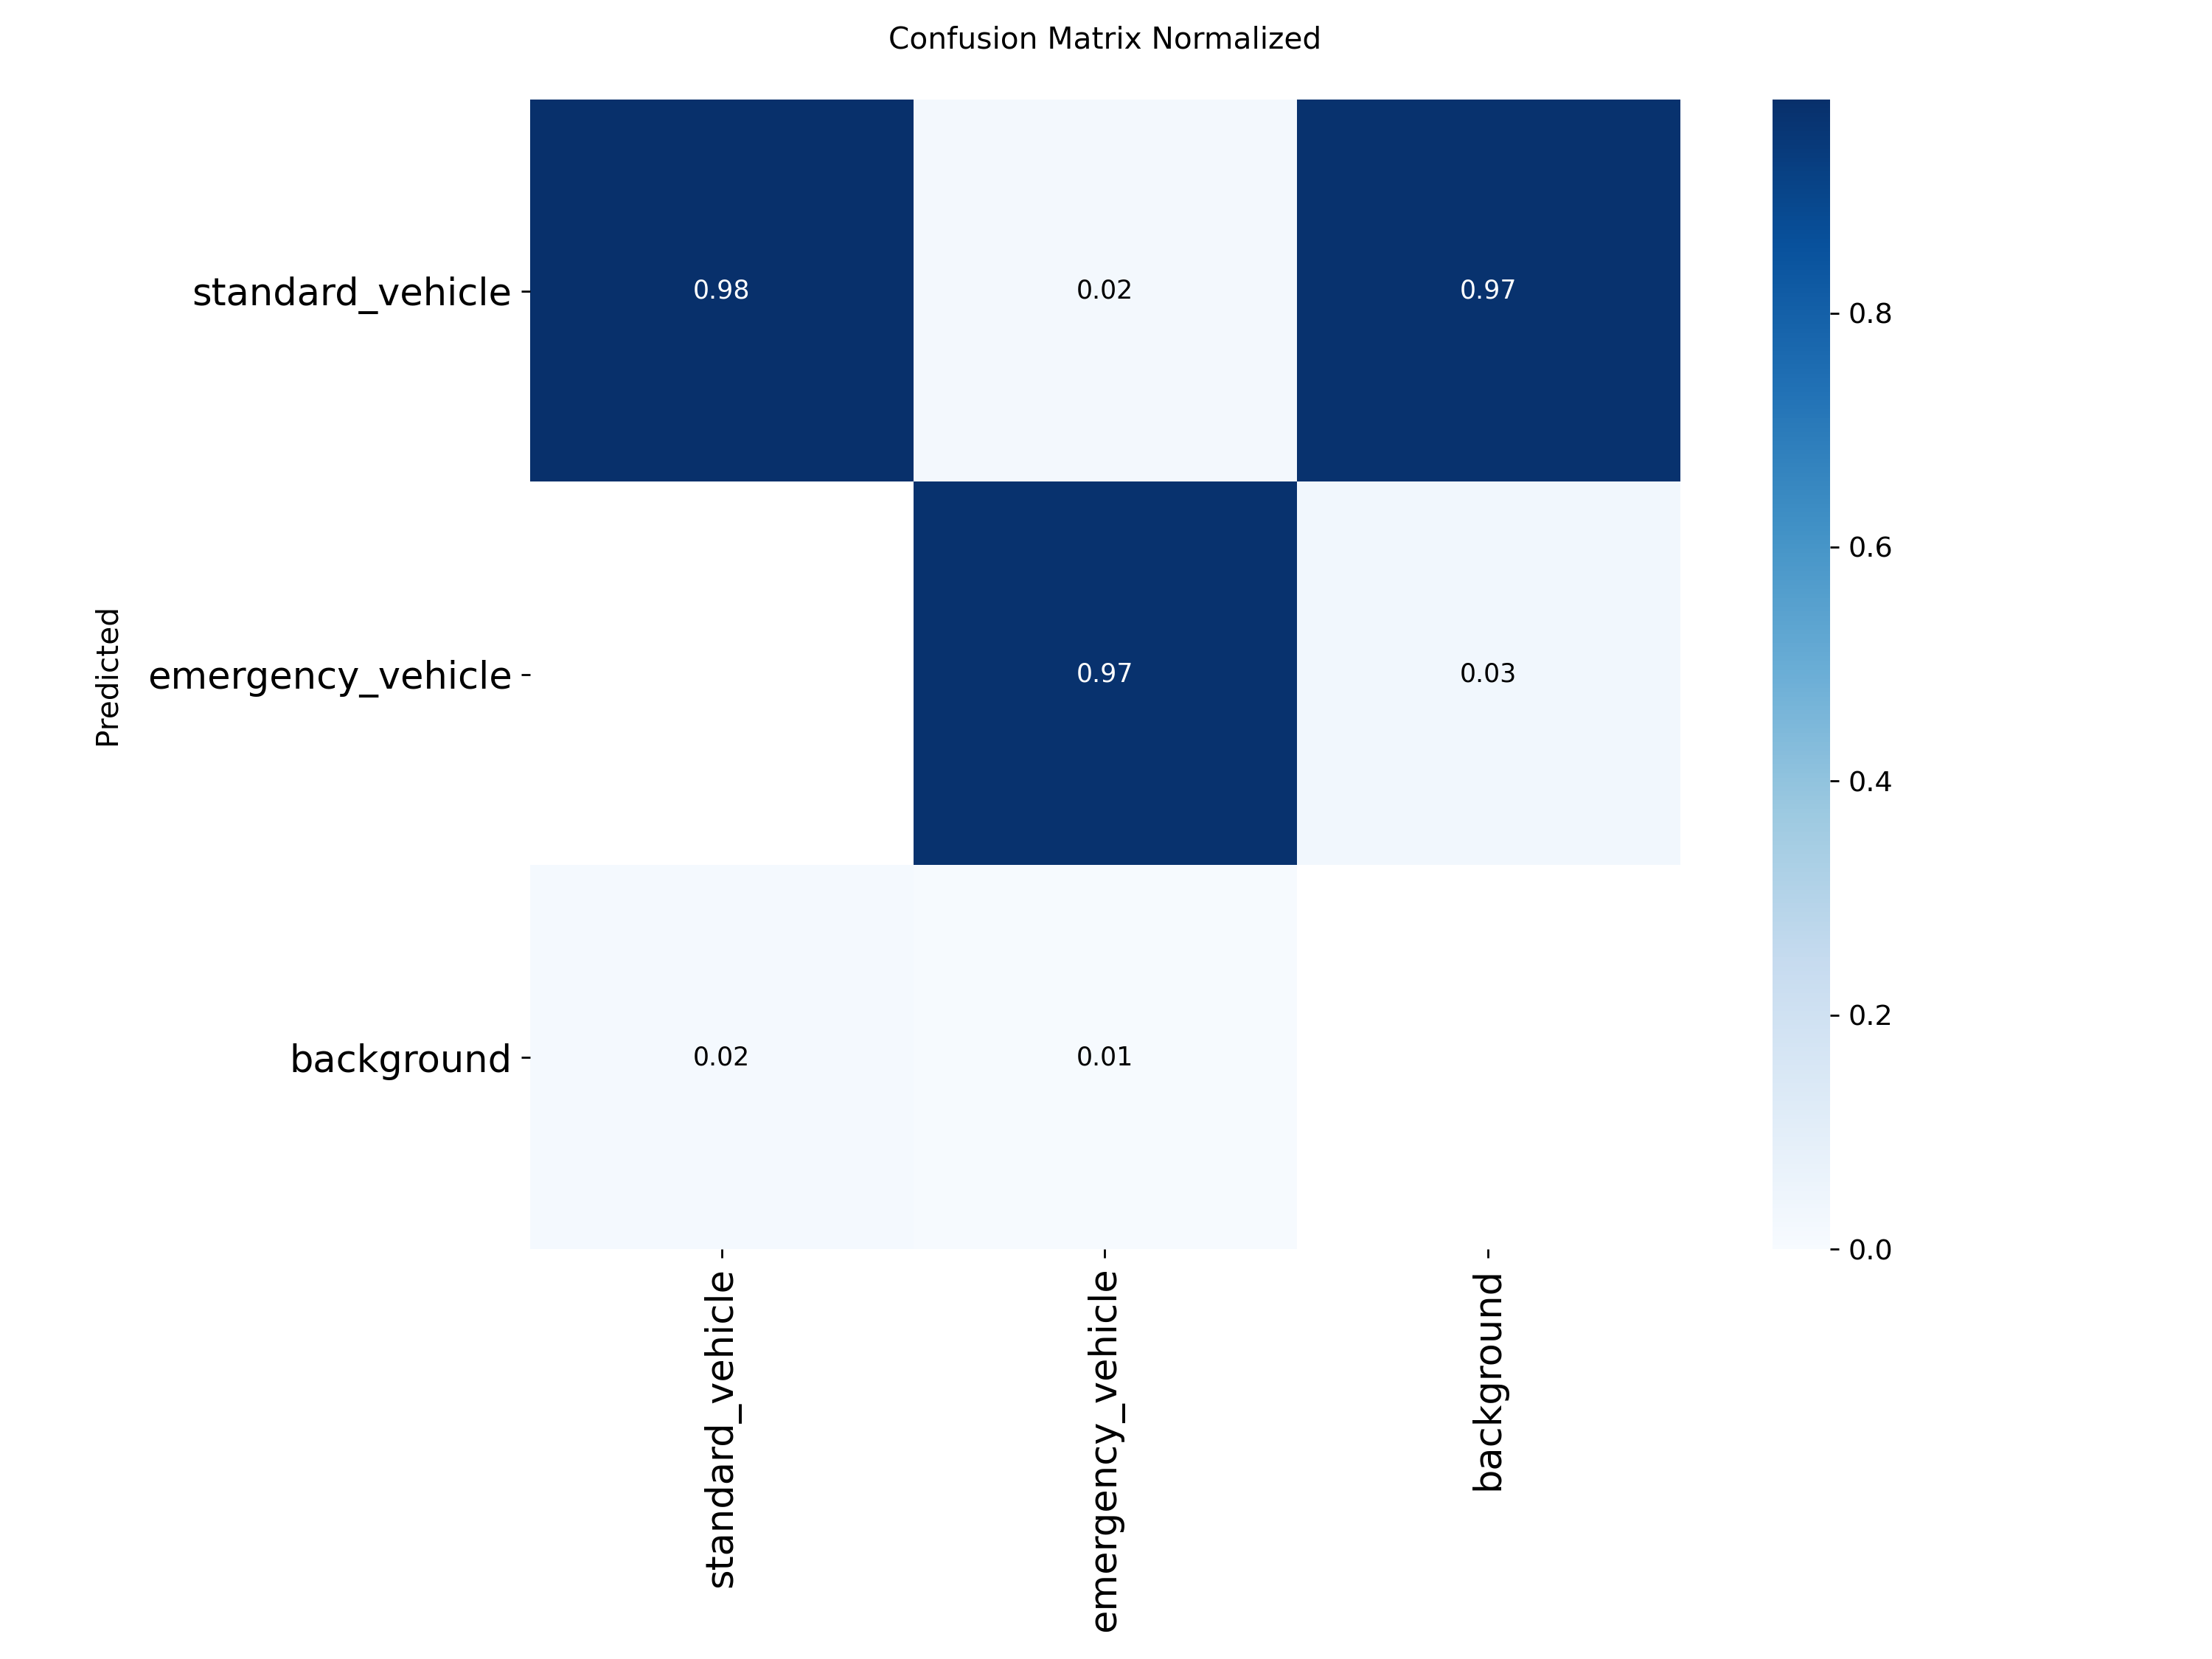 Confusion Matrix Normalized
standard_vehicle
0.98
0.02
0.97
0.8
0.6
Predicted
emergency_vehicle
0.97
0.03
0.4
0.2
background
0.02
0.01
0.0
standard_vehicle
emergency_vehicle
background